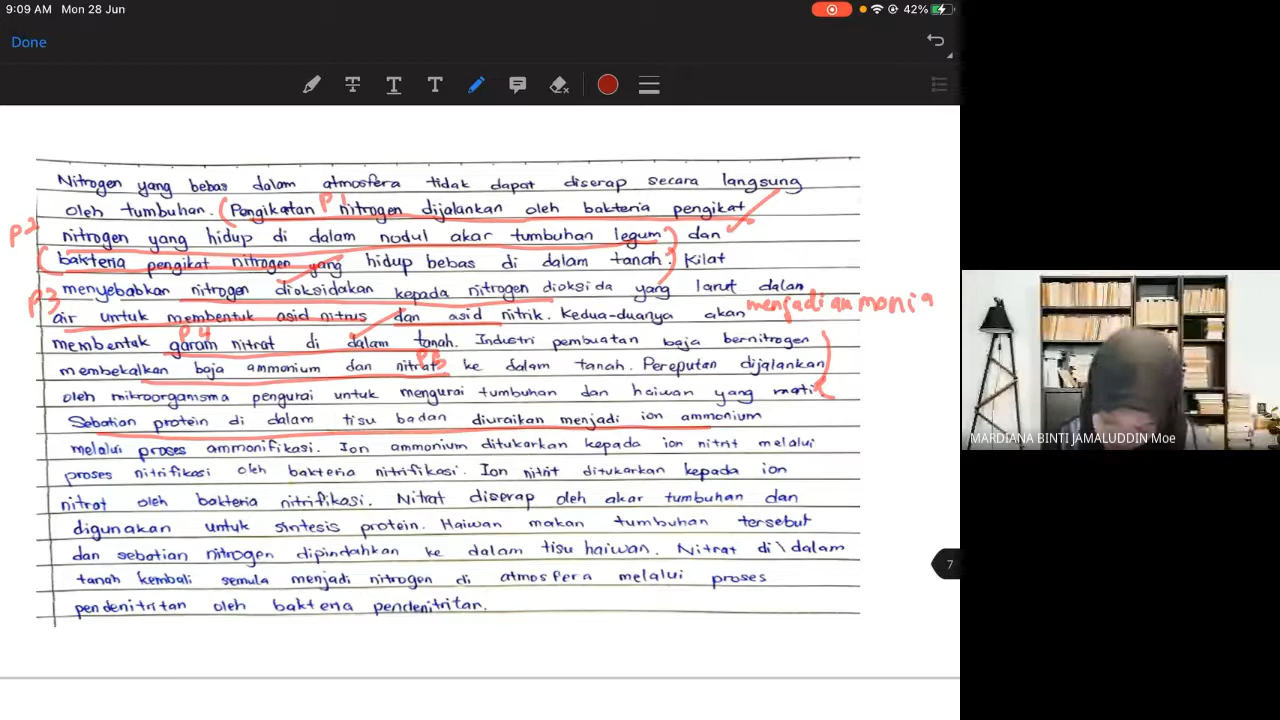 9:09 AM Mon 28 Jun
42%
Done
T T T
Nitrogen yang bebas dalam atmosfera tidak dapat diserap secara langsung
oleh tumbuhan. (Pengikatan nitrogen dijalankan oleh bakteria pengikat
P1
P2
nitrogen yang hidup di dalam nodul akar tumbuhan legum) dan
(bakteria pengikat nitrogen yang hidup bebas di dalam tanah.) Kilat
P3
menyebabkan nitrogen dioksidakan kepada nitrogen dioksida yang larut dalan
air untuk membentuk asid nitrus dan asid nitrik. Kedua-duanya akan
menjadi ammonia
P4
membentuk garam nitrat di dalam tanah. Industri pembuatan baja bernitrogen
P5
membekalkan baja ammonium dan nitrat ke dalam tanah. Pereputan dijalankan
oleh mikroorganisma pengurai untuk mengurai tumbuhan dan haiwan yang mati
Sebatian protein di dalam tisu badan diuraikan menjadi ion ammonium
melalui proses ammonifikasi. Ion ammonium ditukarkan kepada ion nitrit melalui
proses nitrifikasi oleh bakteria nitrifikasi. Ion nitrit ditukarkan kepada ion
nitrat oleh bakteria nitrifikasi. Nitrat diserap oleh akar tumbuhan dan
digunakan untuk sintesis protein. Haiwan makan tumbuhan tersebut
dan sebatian nitrogen dipindahkan ke dalam tisu haiwan. Nitrat di dalam
tanah kembali semula menjadi nitrogen di atmosfera melalui proses
pendenitritan oleh bakteria pendenitritan.
7
MARDIANA BINTI JAMALUDDIN Moe